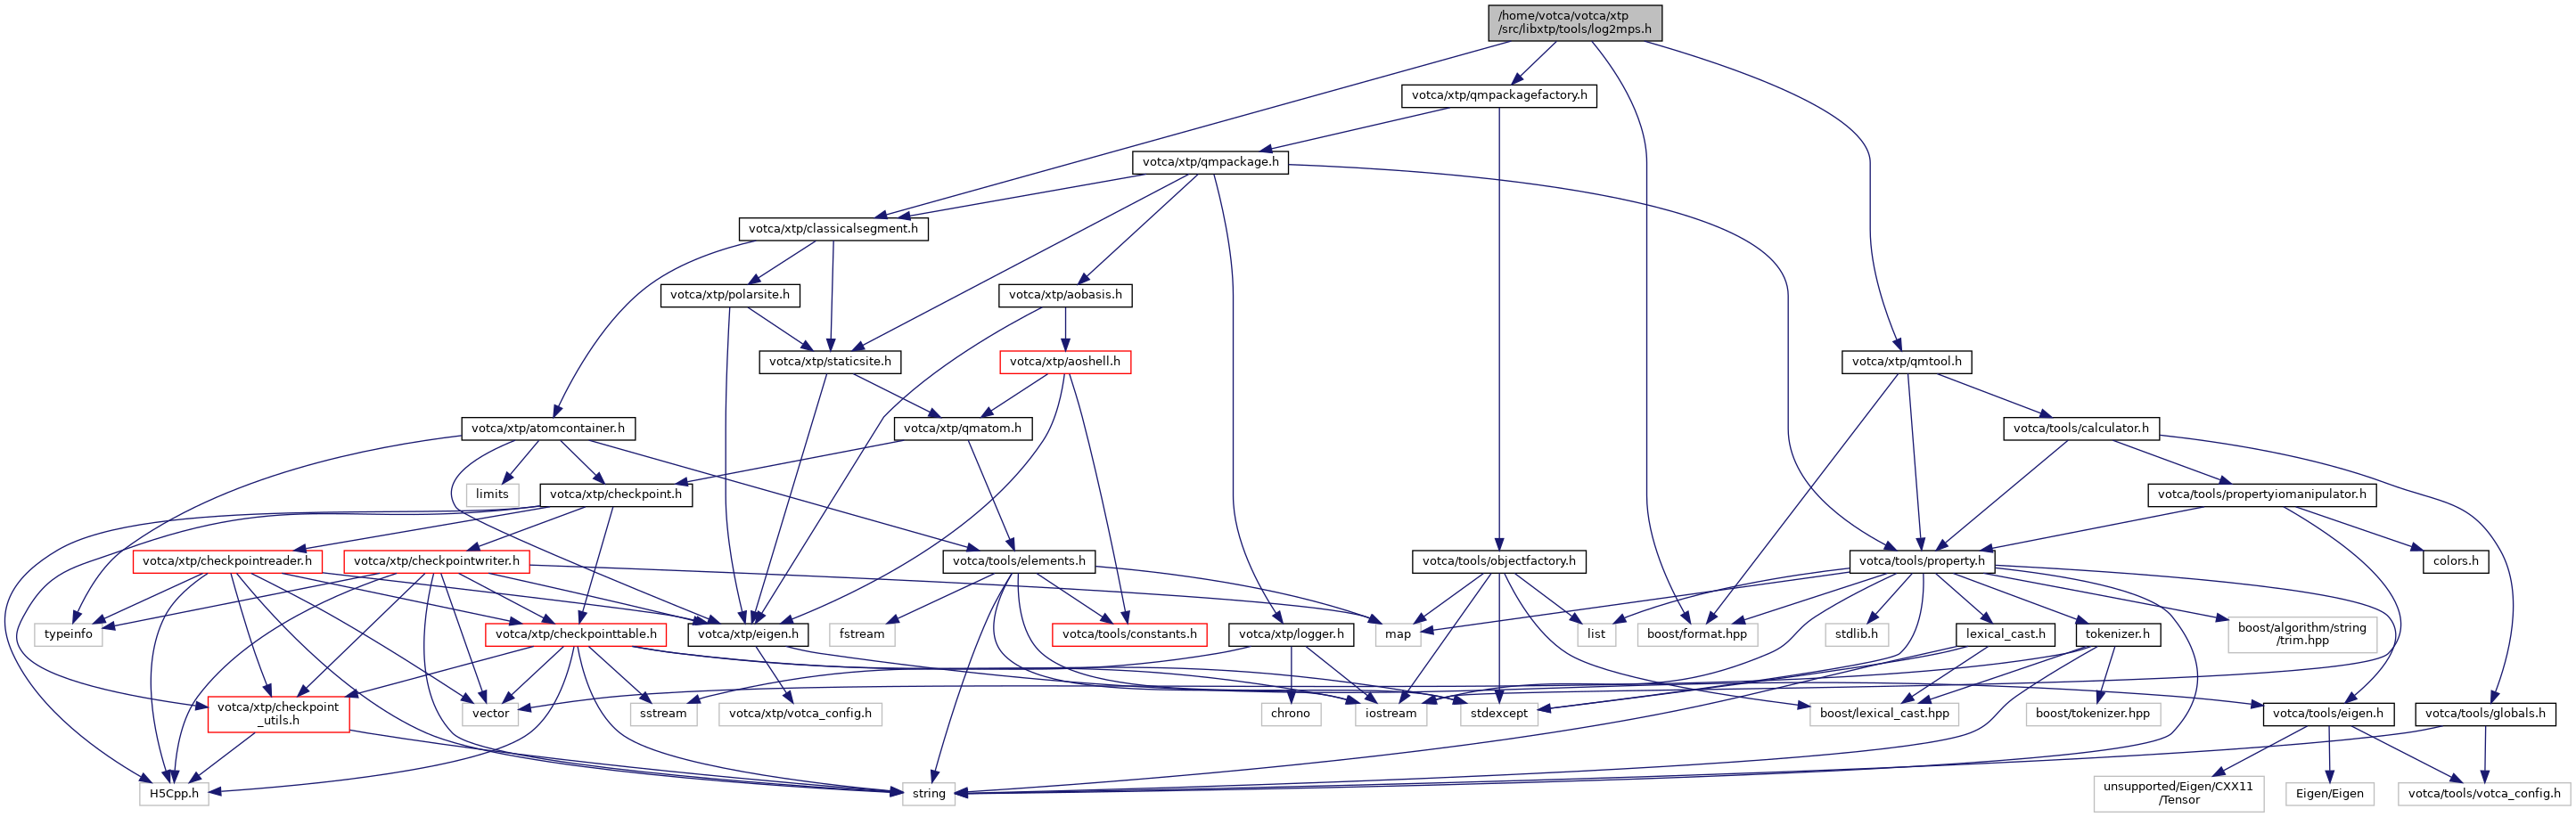 /home/votca/votca/xtp
/src/libxtp/tools/log2mps.h
votca/xtp/qmpackagefactory.h
votca/xtp/qmpackage.h
votca/xtp/classicalsegment.h
votca/xtp/polarsite.h
votca/xtp/aobasis.h
votca/xtp/staticsite.h
votca/xtp/aoshell.h
votca/xtp/qmtool.h
votca/xtp/atomcontainer.h
votca/xtp/qmatom.h
votca/tools/calculator.h
limits
votca/xtp/checkpoint.h
votca/tools/propertyiomanipulator.h
votca/xtp/checkpointreader.h
votca/xtp/checkpointwriter.h
votca/tools/elements.h
votca/tools/objectfactory.h
votca/tools/property.h
colors.h
typeinfo
votca/xtp/checkpointtable.h
votca/xtp/eigen.h
fstream
votca/tools/constants.h
votca/xtp/logger.h
map
list
boost/format.hpp
stdlib.h
lexical_cast.h
tokenizer.h
boost/algorithm/string
/trim.hpp
votca/xtp/checkpoint
_utils.h
vector
sstream
votca/xtp/votca_config.h
chrono
iostream
stdexcept
boost/lexical_cast.hpp
boost/tokenizer.hpp
votca/tools/eigen.h
votca/tools/globals.h
H5Cpp.h
string
unsupported/Eigen/CXX11
/Tensor
Eigen/Eigen
votca/tools/votca_config.h